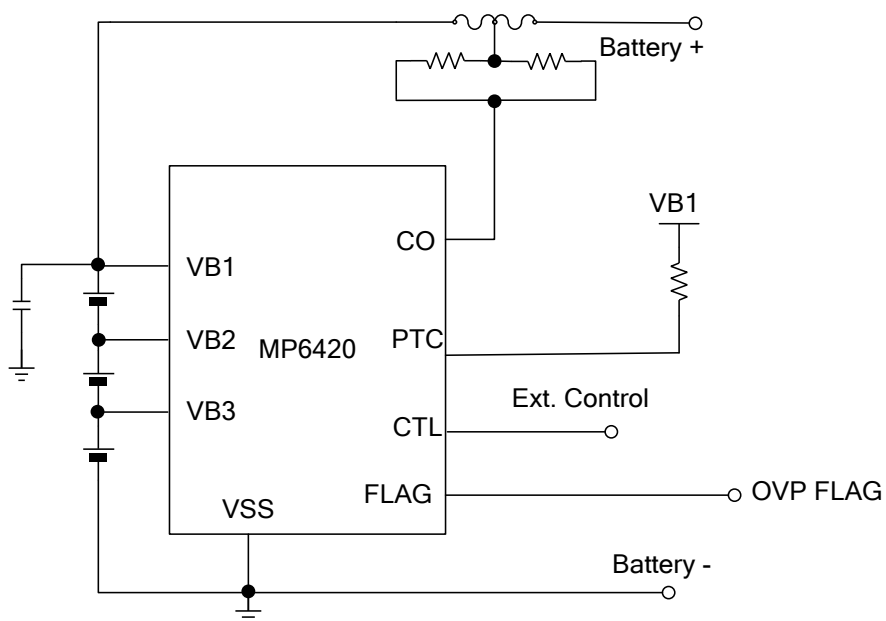 Battery +
VB1
CO
VB1
VB2
MP6420
PTC
VB3
Ext. Control
CTL
FLAG
OVP FLAG
VSS
Battery -